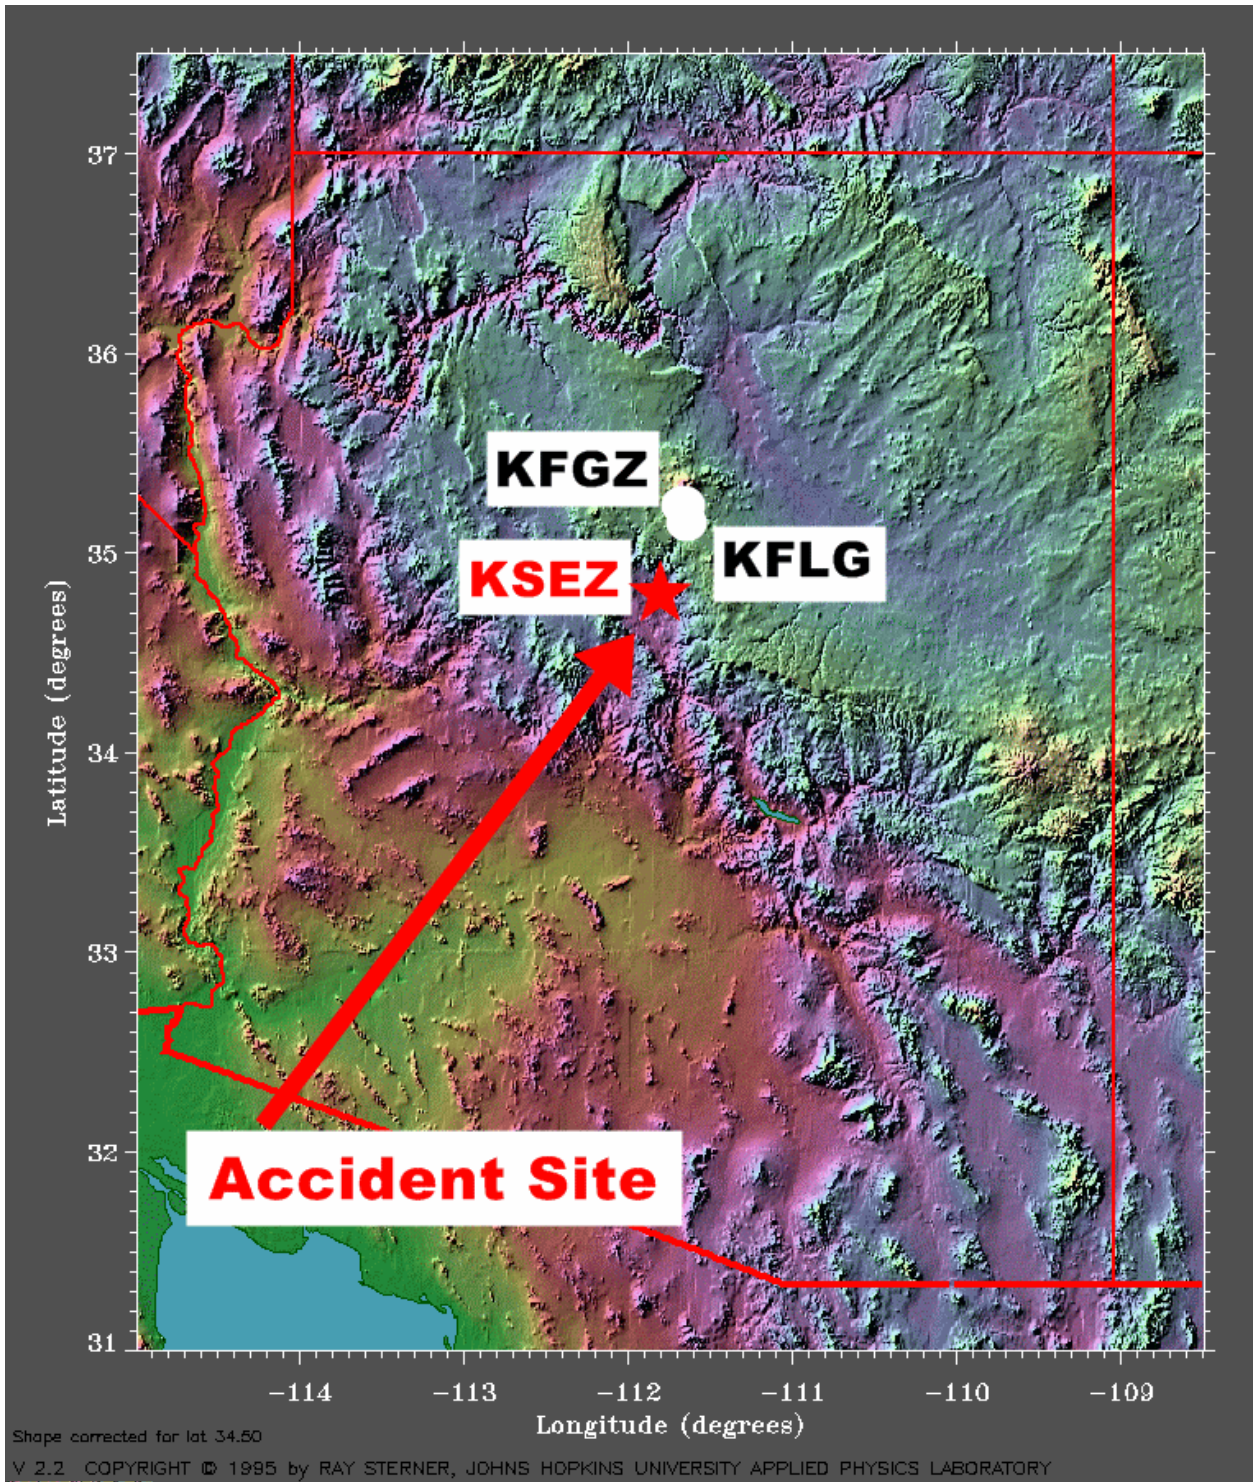 37
36
KFGZ
35
KFLG
KSEZ
Latitude (degrees)
34
33
32
Accident Site
31
-114 -113 -112 -111 -110 -109
Longitude (degrees)
Shape corrected for lat 34.50
V 2.2 COPYRIGHT © 1995 by RAY STERNER, JOHNS HOPKINS UNIVERSITY APPLIED PHYSICS LABORATORY